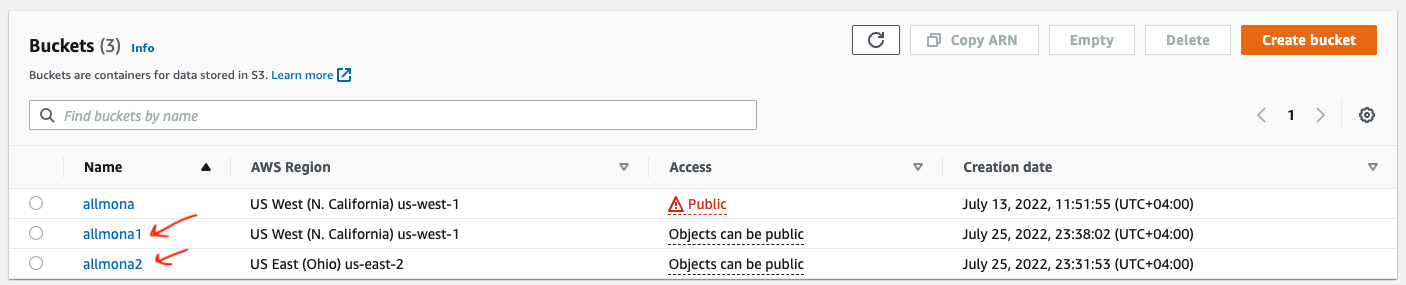 Buckets (3) Info
Copy ARN Empty Delete Create bucket
Buckets are containers for data stored in S3. Learn more
Find buckets by name
1
Name AWS Region Access Creation date
allmona US West (N. California) us-west-1 Public July 13, 2022, 11:51:55 (UTC+04:00)
allmona1 US West (N. California) us-west-1 Objects can be public July 25, 2022, 23:38:02 (UTC+04:00)
allmona2 US East (Ohio) us-east-2 Objects can be public July 25, 2022, 23:31:53 (UTC+04:00)